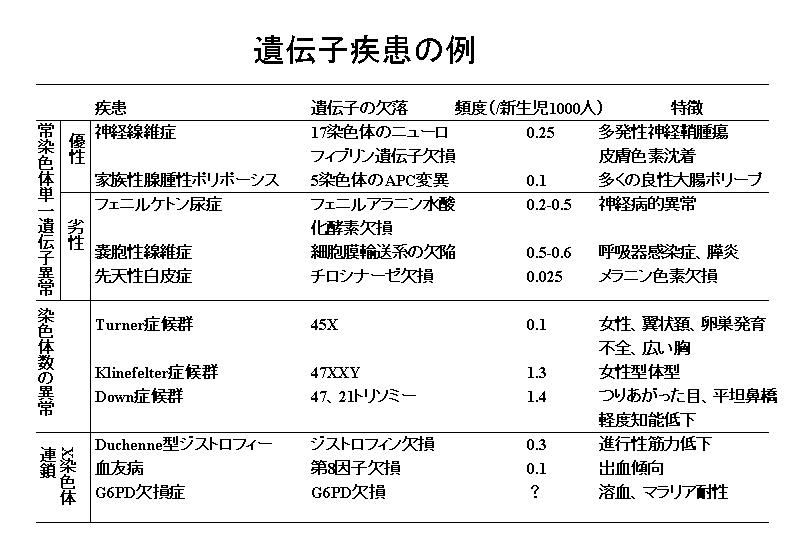 遺伝子疾患の例
疾患 遺伝子の欠落 頻度(/新生児1000人) 特徴
常染色体単一遺伝子異常
優性
神経線維症 17染色体のニューロ 0.25 多発性神経鞘腫瘍
フィブリン遺伝子欠損 皮膚色素沈着
家族性腺腫性ポリポーシス 5染色体のAPC変異 0.1 多くの良性大腸ポリープ
劣性
フェニルケトン尿症 フェニルアラニン水酸 0.2-0.5 神経病的異常
化酵素欠損
嚢胞性線維症 細胞膜輸送系の欠陥 0.5-0.6 呼吸器感染症、膵炎
先天性白皮症 チロシナーゼ欠損 0.025 メラニン色素欠損
染色体数の異常
Turner症候群 45X 0.1 女性、翼状頚、卵巣発育
不全、広い胸
Klinefelter症候群 47XXY 1.3 女性型体型
Down症候群 47、21トリソミー 1.4 つりあがった目、平坦鼻橋
軽度知能低下
X染色体
連鎖
Duchenne型ジストロフィー ジストロフィン欠損 0.3 進行性筋力低下
血友病 第8因子欠損 0.1 出血傾向
G6PD欠損症 G6PD欠損 ? 溶血、マラリア耐性